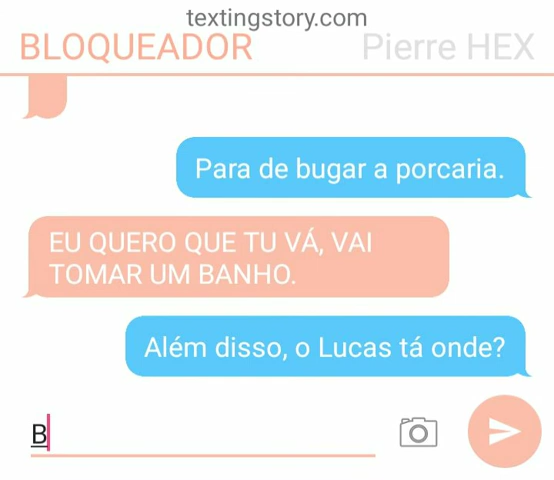 textingstory.com
BLOQUEADOR Pierre HEX
Para de bugar a porcaria.
EU QUERO QUE TU VÁ, VAI
TOMAR UM BANHO.
Além disso, o Lucas tá onde?
B